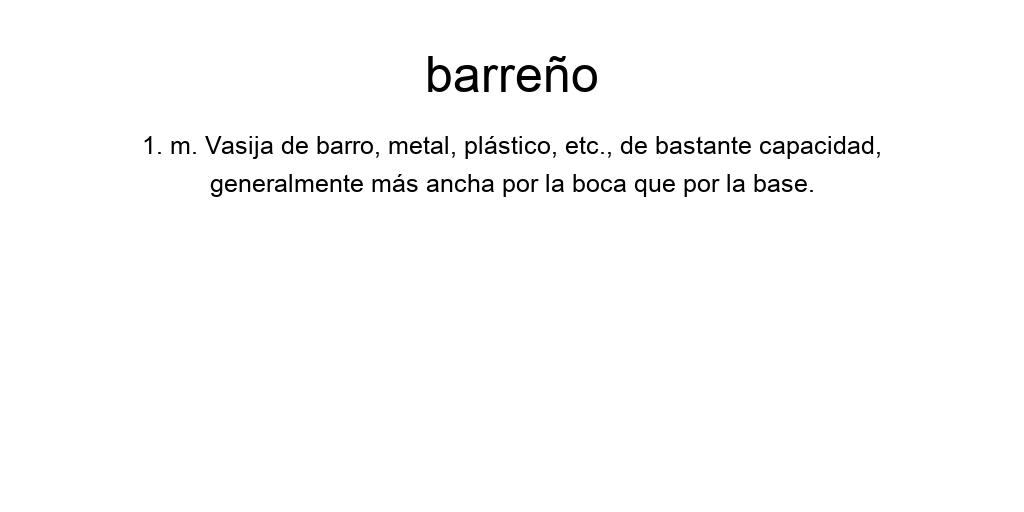 barreño
1. m. Vasija de barro, metal, plástico, etc., de bastante capacidad,
generalmente más ancha por la boca que por la base.